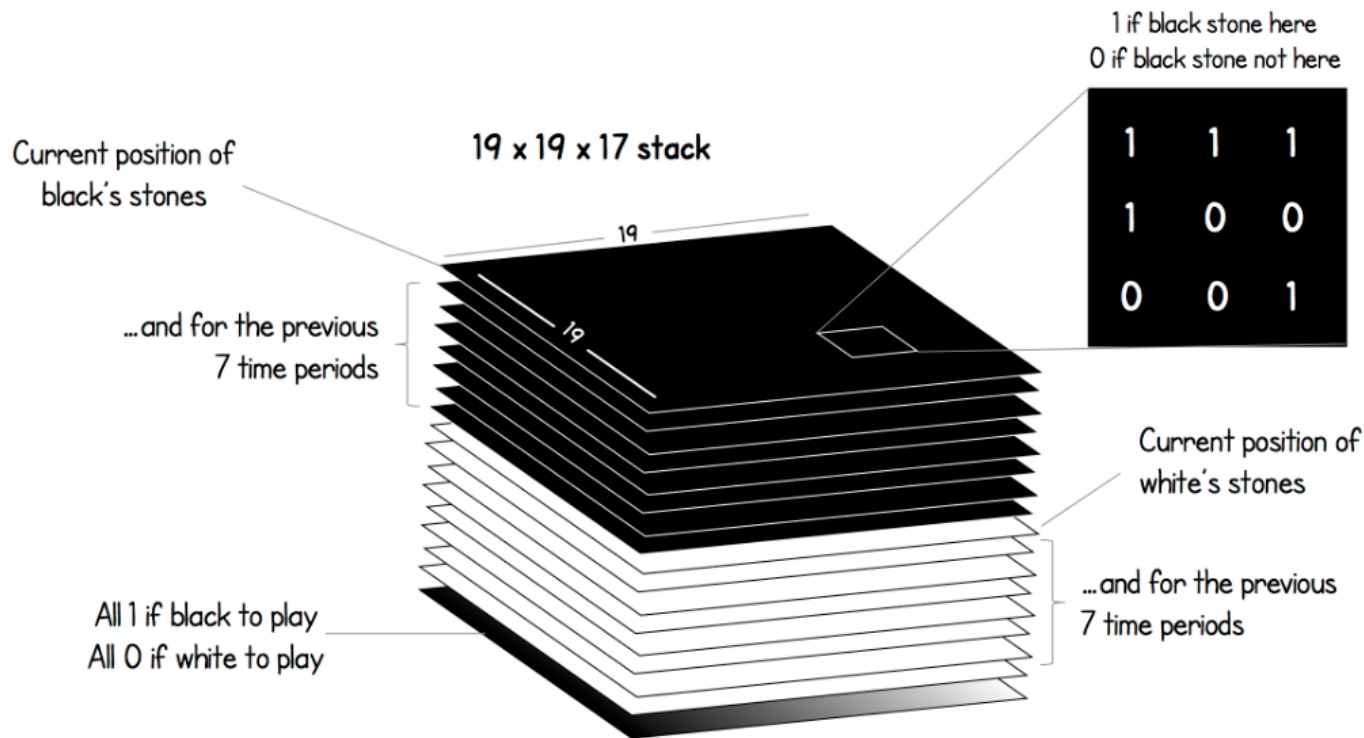 1 if black stone here
0 if black stone not here
1 1 1
1 0 0
0 0 1
Current position of
black's stones
19 x 19 x 17 stack
19
19
...and for the previous
7 time periods
Current position of
white's stones
...and for the previous
7 time periods
All 1 if black to play
All 0 if white to play